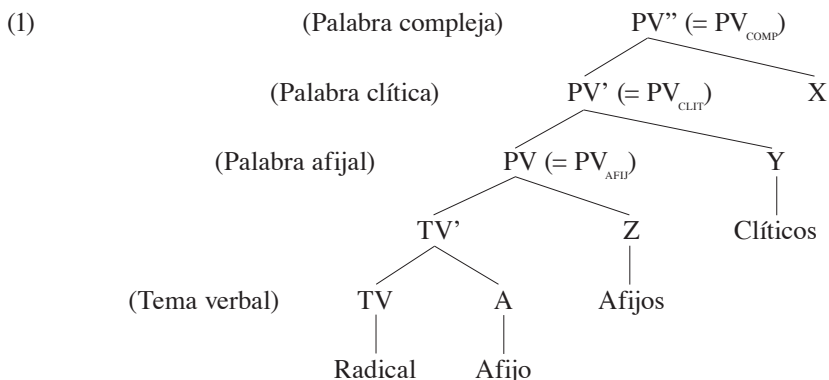 (1) (Palabra compleja) PV” (= PV_COMP)
(Palabra clítica) PV’ (= PV_CLIT) X
(Palabra afijal) PV (= PV_AFIJ) Y
TV’ Z Clíticos
(Tema verbal) TV A Afijos
Radical Afijo